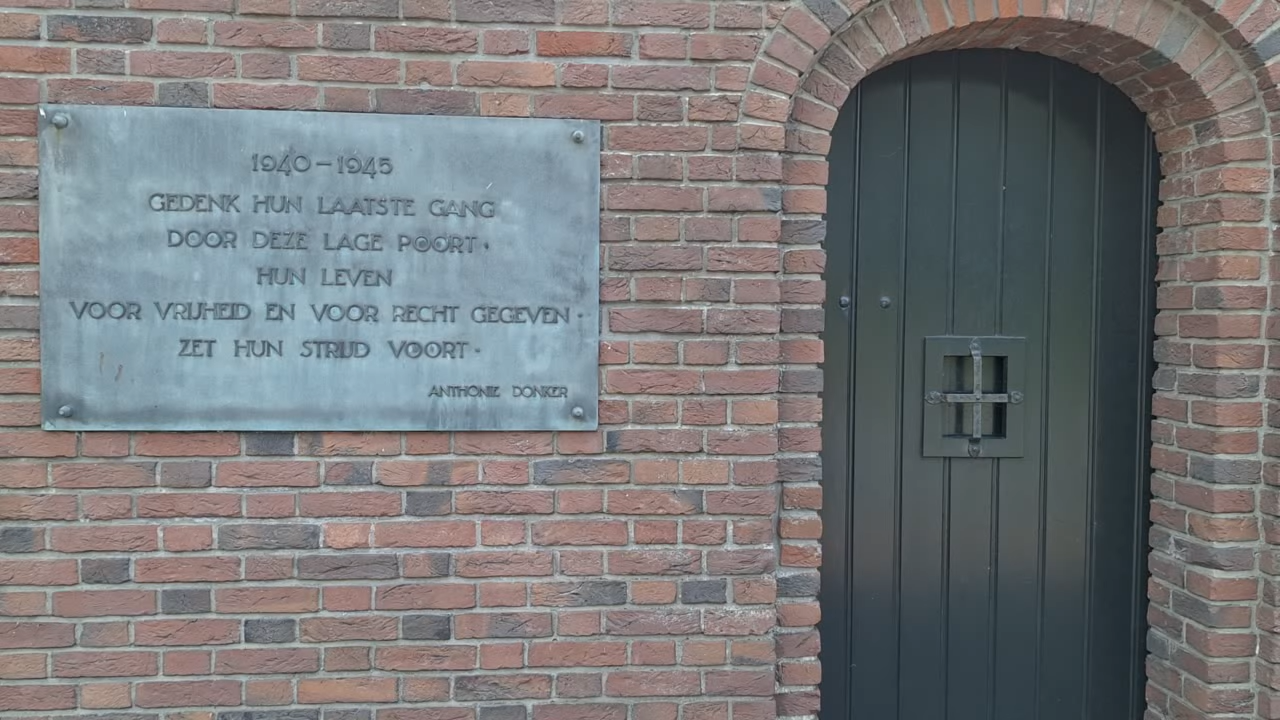 1940-1945
GEDENK HUN LAATSTE GANG
DOOR DEZE LAGE POORT·
HUN LEVEN
VOOR VRIJHEID EN VOOR RECHT GEGEVEN·
ZET HUN STRIJD VOORT·
ANTHONIE DONKER